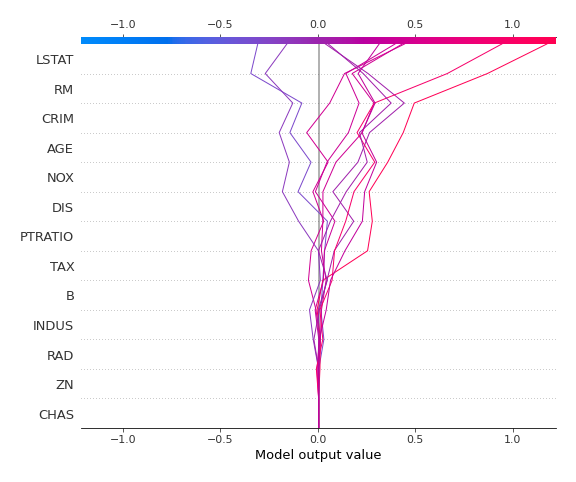 −1.0 −0.5 0.0 0.5 1.0
LSTAT
RM
CRIM
AGE
NOX
DIS
PTRATIO
TAX
B
INDUS
RAD
ZN
CHAS
−1.0 −0.5 0.0 0.5 1.0
Model output value